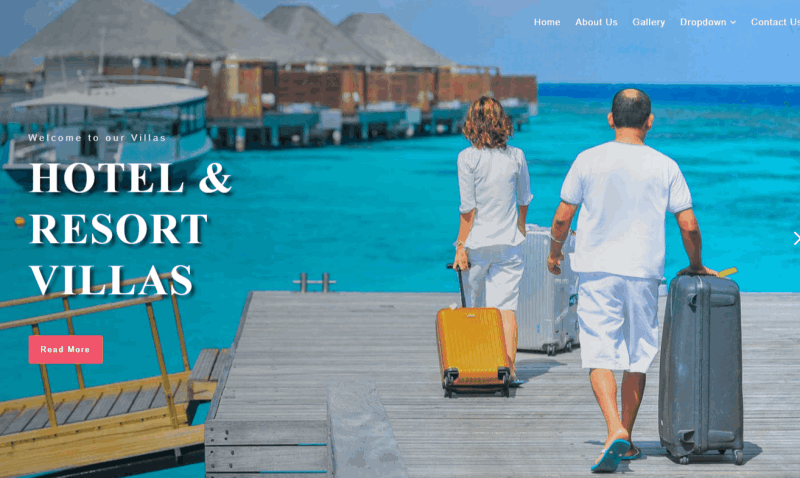 Home About Us Gallery Dropdown Contact Us
Welcome to our Villas
HOTEL &
RESORT
VILLAS
Read More